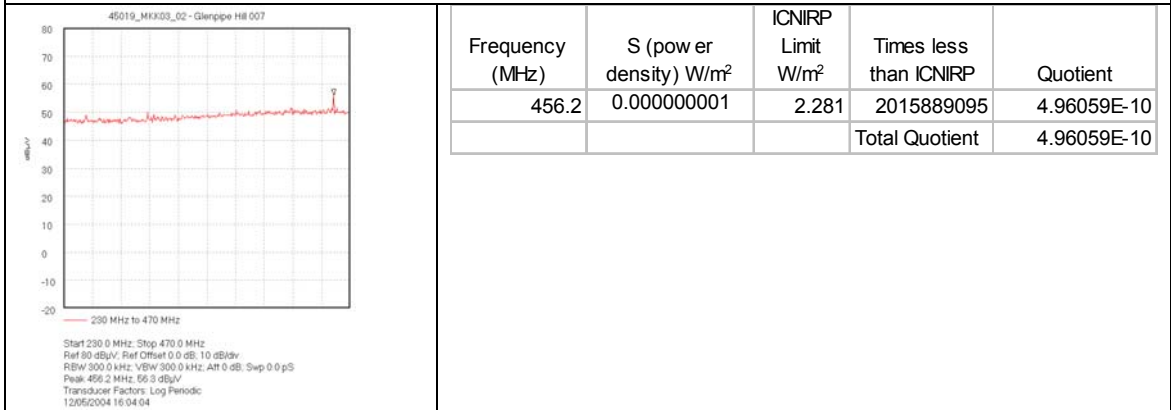 45019_MKK03_02 - Glenpipe Hill 007
80
70
60
50
40
30
20
10
0
-10
-20
dBµV
230 MHz to 470 MHz
Start 230.0 MHz; Stop 470.0 MHz
Ref 80 dBµV; Ref Offset 0.0 dB; 10 dB/div
RBW 300.0 kHz; VBW 300.0 kHz; Att 0 dB; Swp 0.0 pS
Peak 456.2 MHz, 56.3 dBµV
Transducer Factors: Log Periodic
12/05/2004 16:04:04
Frequency (MHz) S (pow er density) W/m² ICNIRP Limit W/m² Times less than ICNIRP Quotient
456.2 0.000000001 2.281 2015889095 4.96059E-10
Total Quotient 4.96059E-10